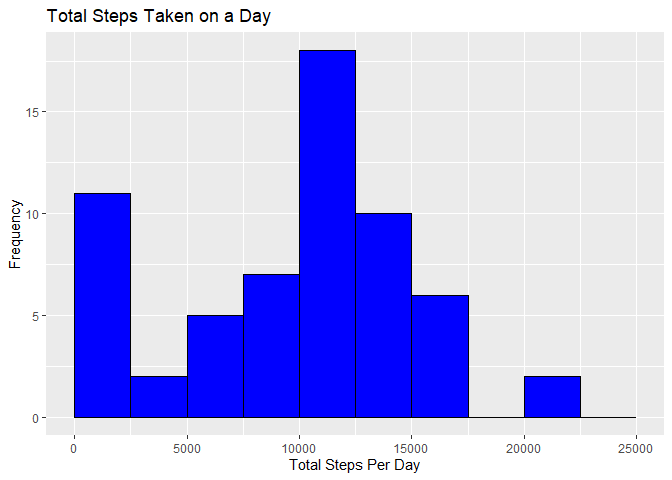 Total Steps Taken on a Day
15
10
5
0
Frequency
0 5000 10000 15000 20000 25000
Total Steps Per Day